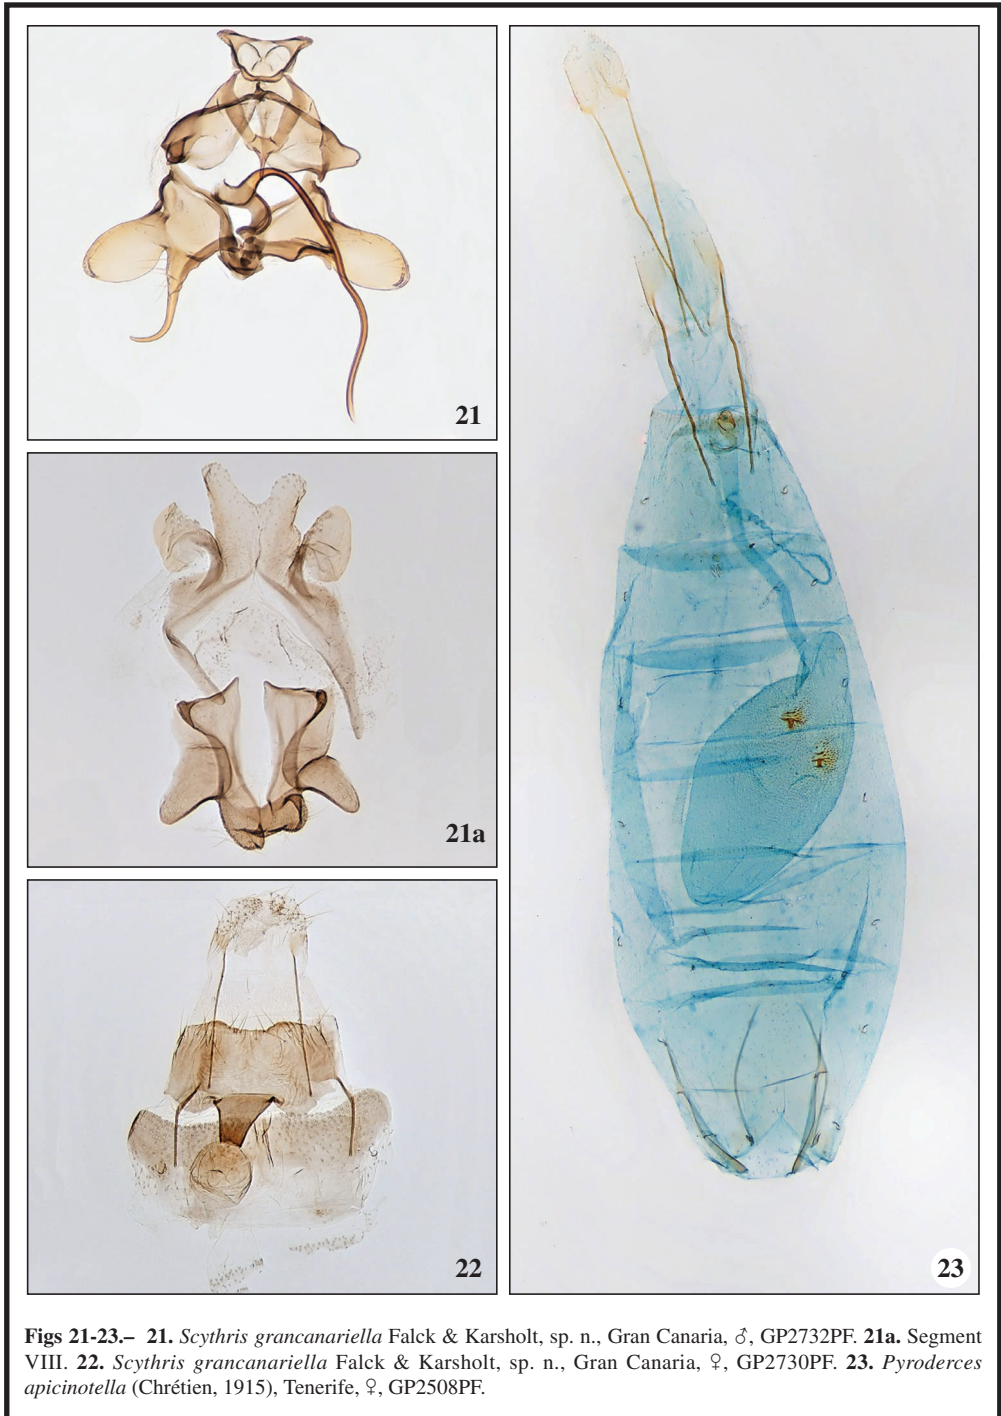 21
21a
22
23
Figs 21-23.– 21. Scythris grancanariella Falck & Karsholt, sp. n., Gran Canaria, ♂, GP2732PF. 21a. Segment
VIII. 22. Scythris grancanariella Falck & Karsholt, sp. n., Gran Canaria, ♀, GP2730PF. 23. Pyroderces
apicinotella (Chrétien, 1915), Tenerife, ♀, GP2508PF.